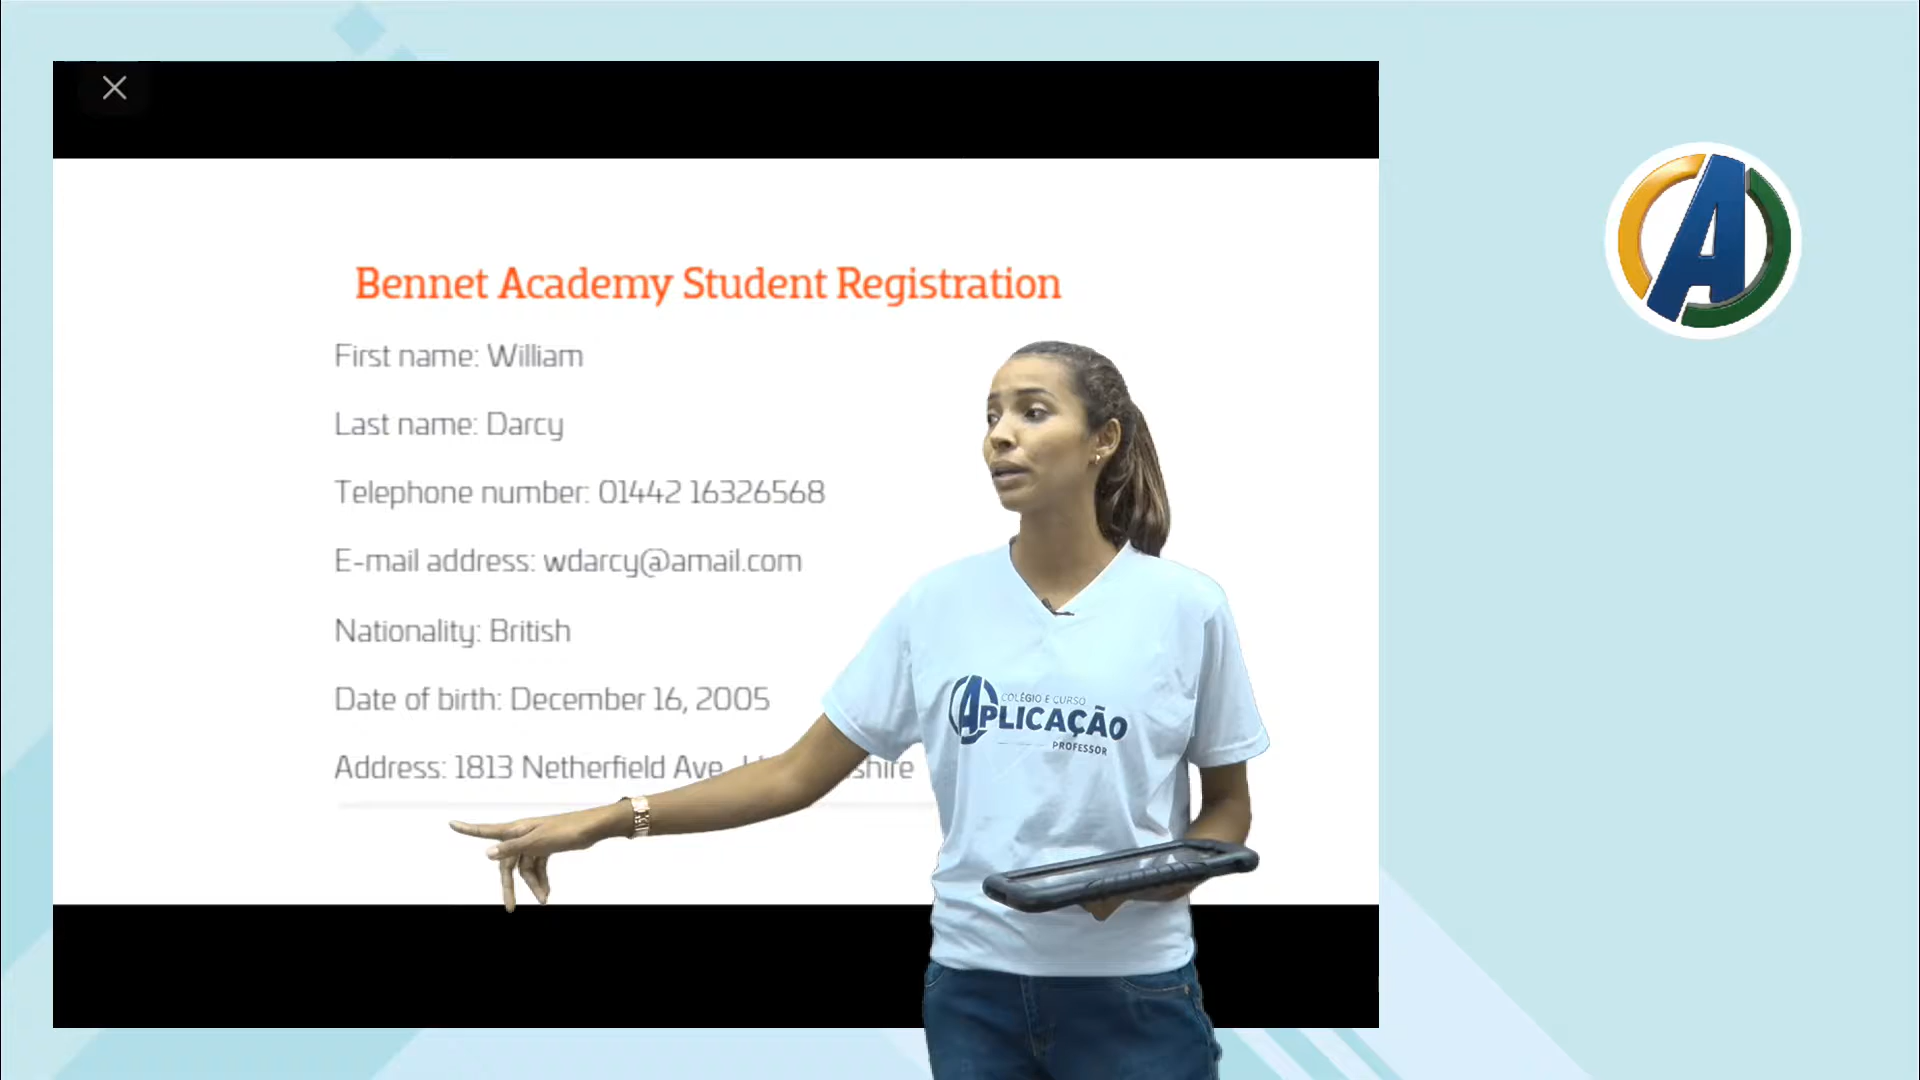 Bennet Academy Student Registration
First name: William
Last name: Darcy
Telephone number: 01442 16326568
E-mail address: wdarcy@amail.com
Nationality: British
Date of birth: December 16, 2005
Address: 1813 Netherfield Ave, shire
A
COLÉGIO E CURSO
APLICAÇÃO
PROFESSOR